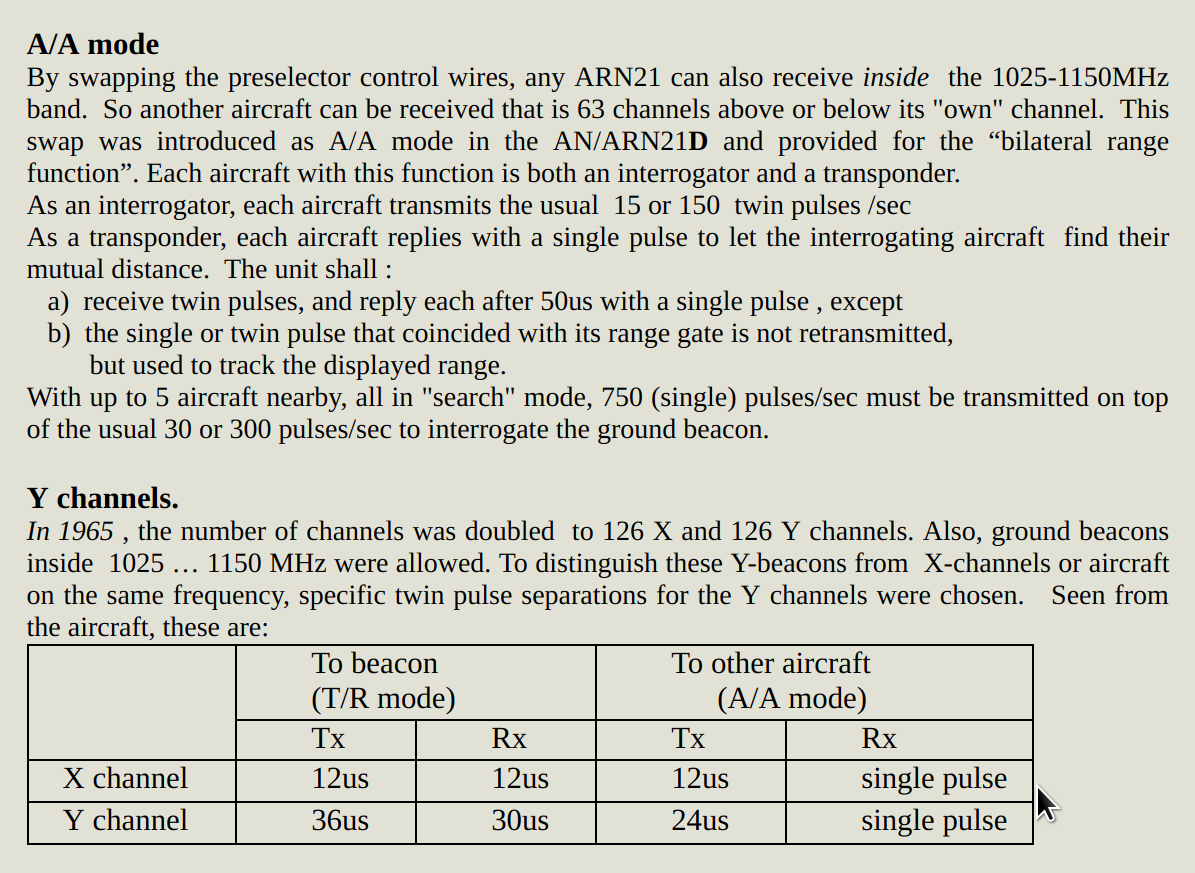 A/A mode
By swapping the preselector control wires, any ARN21 can also receive inside the 1025-1150MHz
band. So another aircraft can be received that is 63 channels above or below its "own" channel. This
swap was introduced as A/A mode in the AN/ARN21D and provided for the “bilateral range
function”. Each aircraft with this function is both an interrogator and a transponder.
As an interrogator, each aircraft transmits the usual 15 or 150 twin pulses /sec
As a transponder, each aircraft replies with a single pulse to let the interrogating aircraft find their
mutual distance. The unit shall :
a) receive twin pulses, and reply each after 50us with a single pulse , except
b) the single or twin pulse that coincided with its range gate is not retransmitted,
but used to track the displayed range.
With up to 5 aircraft nearby, all in "search" mode, 750 (single) pulses/sec must be transmitted on top
of the usual 30 or 300 pulses/sec to interrogate the ground beacon.
Y channels.
In 1965 , the number of channels was doubled to 126 X and 126 Y channels. Also, ground beacons
inside 1025 … 1150 MHz were allowed. To distinguish these Y-beacons from X-channels or aircraft
on the same frequency, specific twin pulse separations for the Y channels were chosen. Seen from
the aircraft, these are:
To beacon To other aircraft
(T/R mode) (A/A mode)
Tx Rx Tx Rx
X channel 12us 12us 12us single pulse
Y channel 36us 30us 24us single pulse